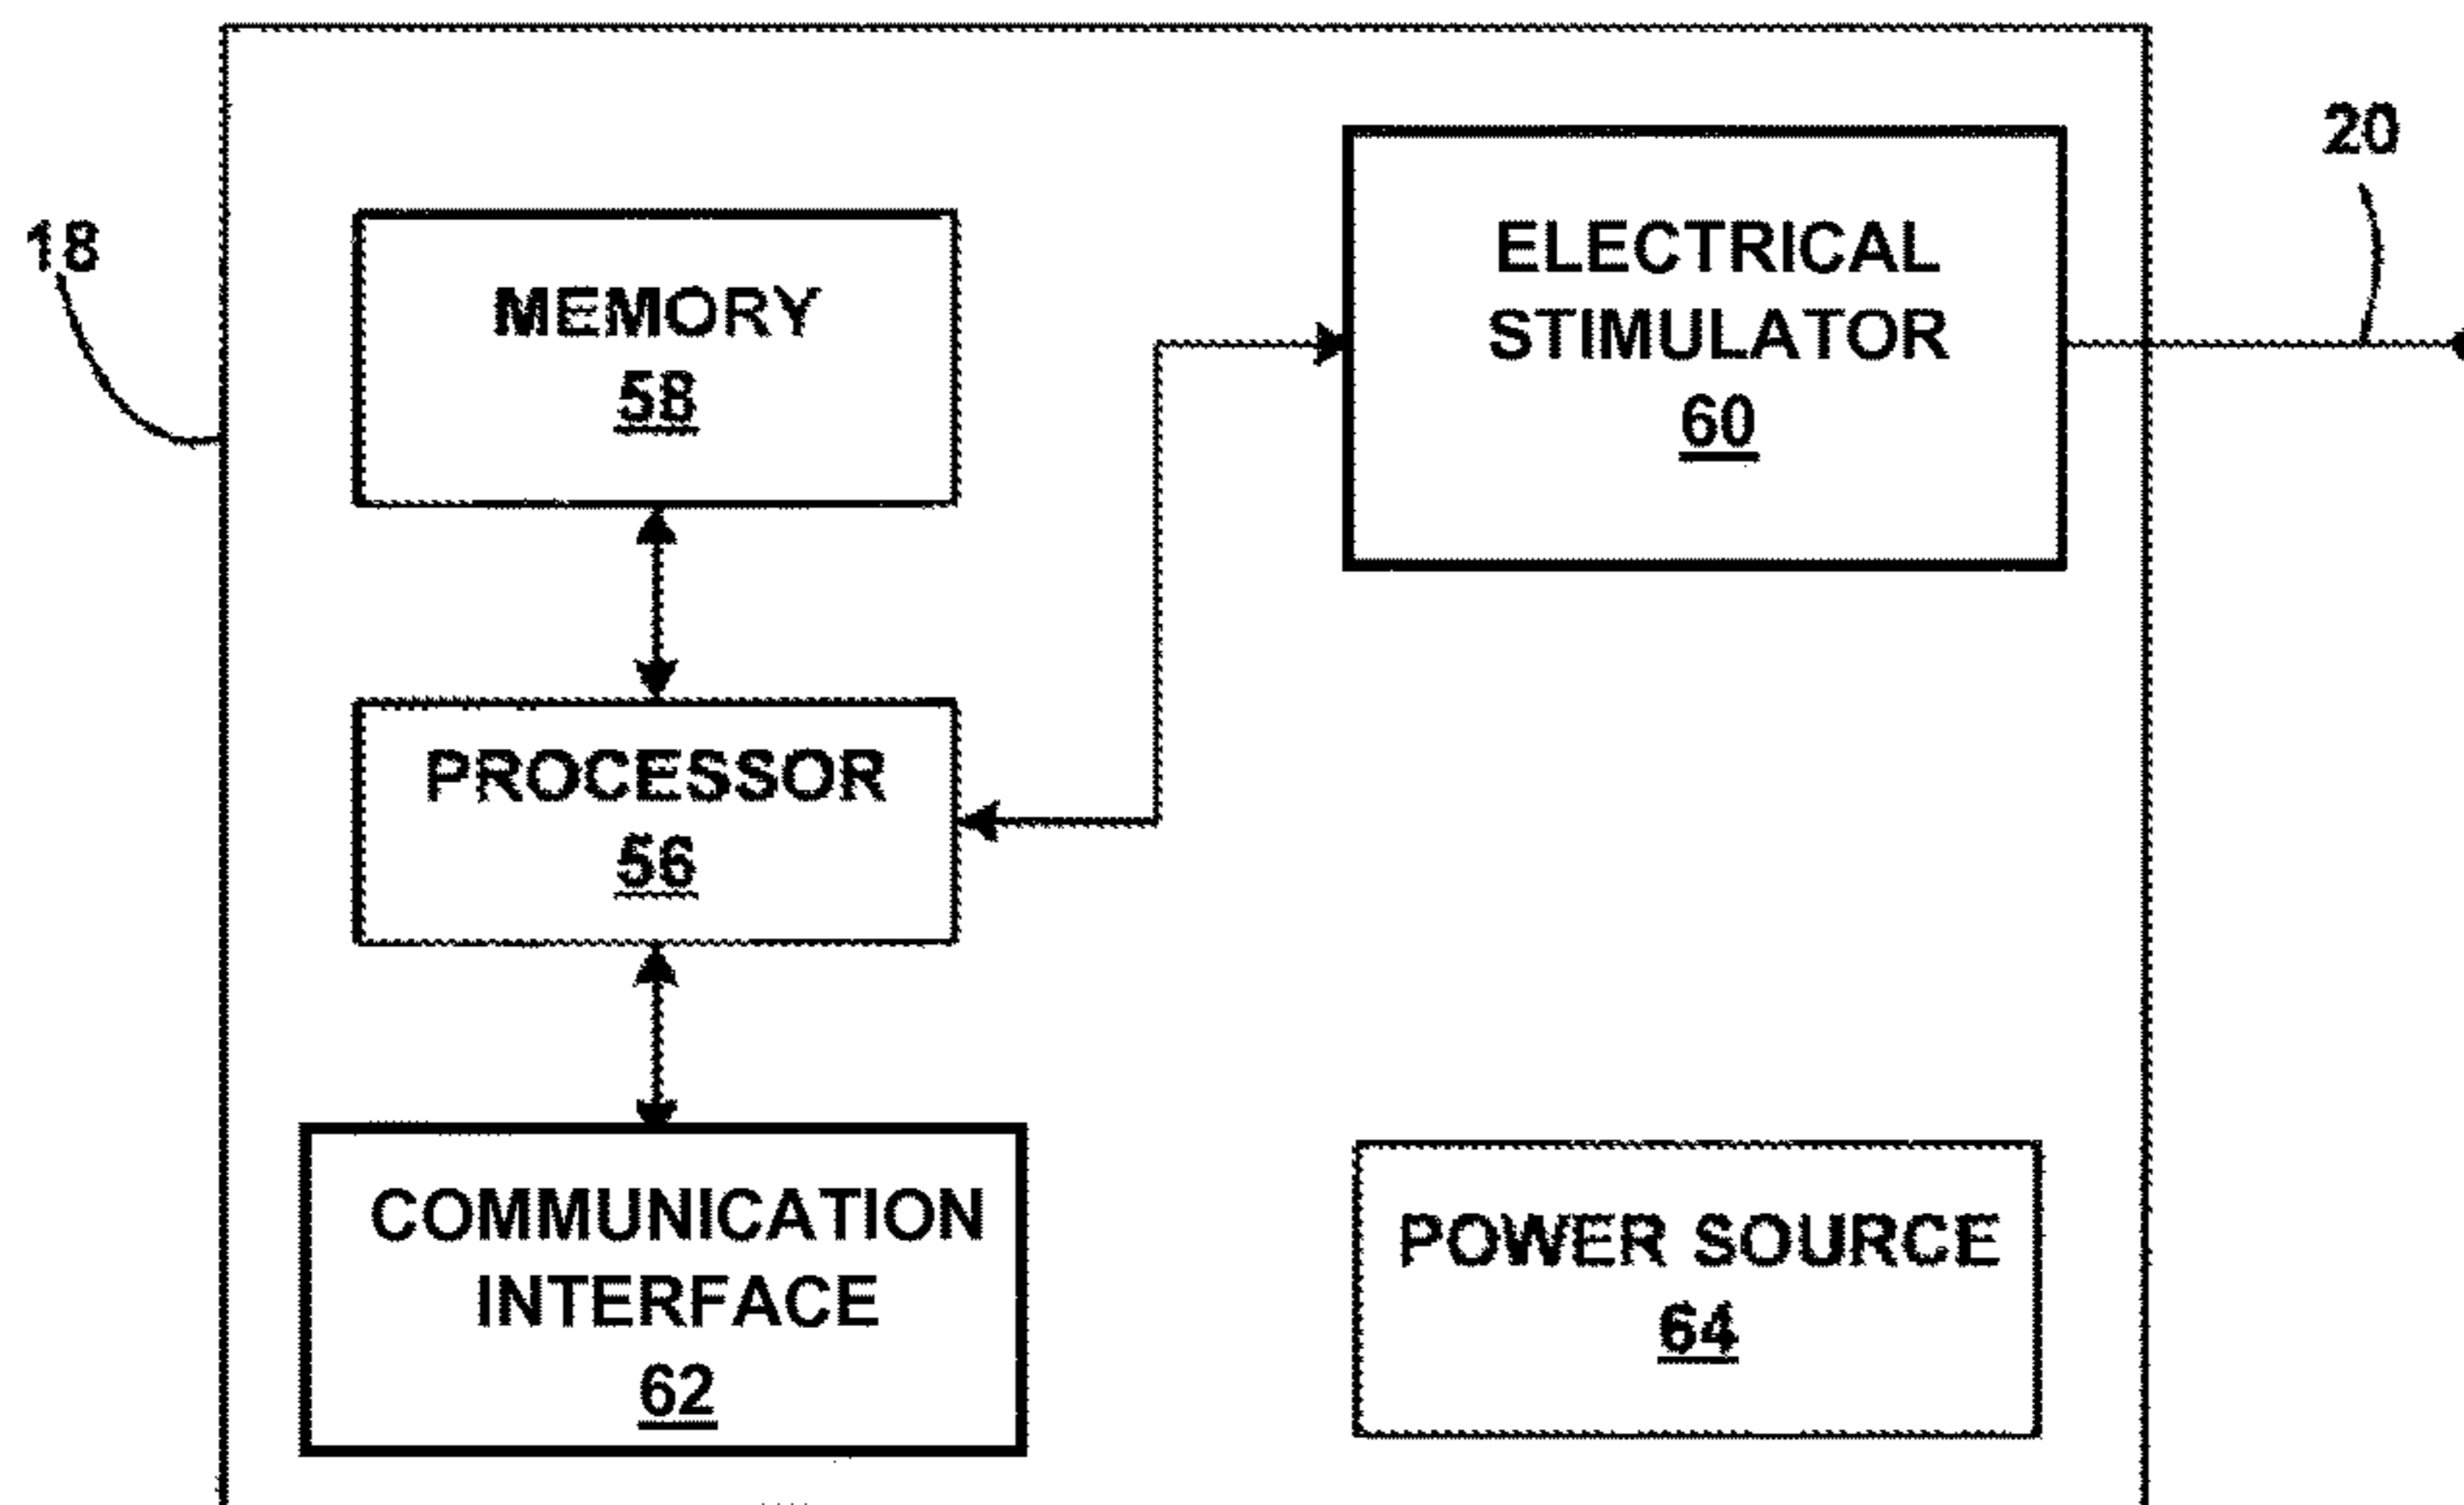 20
18
MEMORY
58
ELECTRICAL
STIMULATOR
60
PROCESSOR
56
COMMUNICATION
INTERFACE
62
POWER SOURCE
64